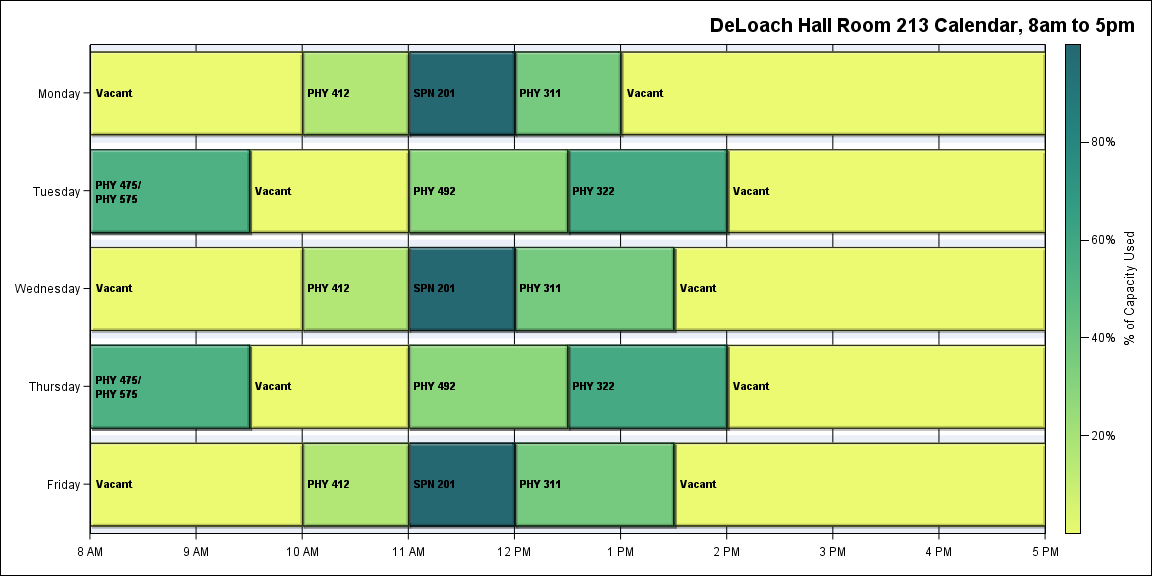 DeLoach Hall Room 213 Calendar, 8am to 5pm
Monday
Vacant
PHY 412
SPN 201
PHY 311
Vacant
Tuesday
PHY 475/
PHY 575
Vacant
PHY 492
PHY 322
Vacant
Wednesday
Vacant
PHY 412
SPN 201
PHY 311
Vacant
Thursday
PHY 475/
PHY 575
Vacant
PHY 492
PHY 322
Vacant
Friday
Vacant
PHY 412
SPN 201
PHY 311
Vacant
8 AM
9 AM
10 AM
11 AM
12 PM
1 PM
2 PM
3 PM
4 PM
5 PM
80%
60%
40%
20%
% of Capacity Used